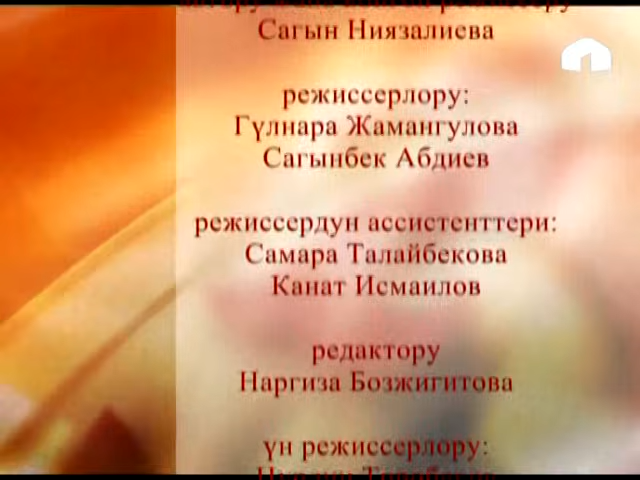 Сагын Ниязалиева
режиссерлору:
Гүлнара Жамангулова
Сагынбек Абдиев
режиссердун ассистенттери:
Самара Талайбекова
Канат Исмаилов
редактору
Наргиза Бозжигитова
үн режиссерлору: